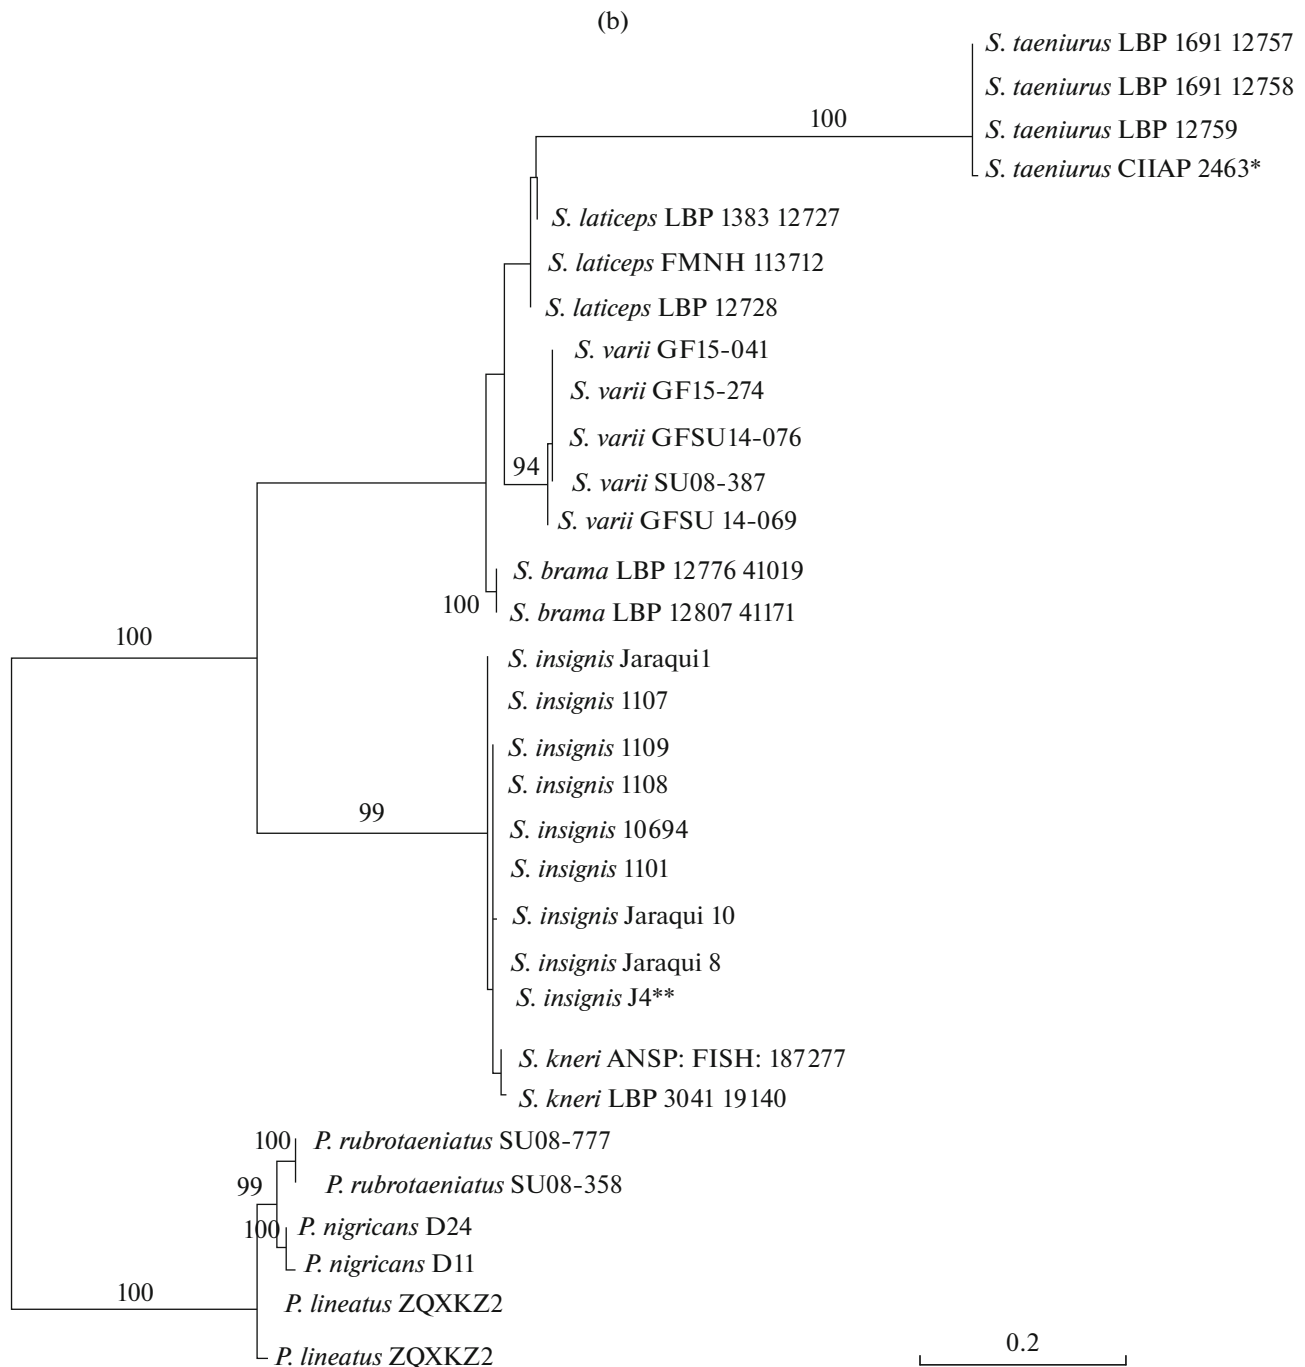 (b)
S. taeniurus LBP 1691 12757
S. taeniurus LBP 1691 12758
100
S. taeniurus LBP 12759
S. taeniurus CIIAP 2463*
S. laticeps LBP 1383 12727
S. laticeps FMNH 113712
S. laticeps LBP 12728
S. varii GF15-041
S. varii GF15-274
S. varii GFSU14-076
94
S. varii SU08-387
S. varii GFSU 14-069
S. brama LBP 12776 41019
100
S. brama LBP 12807 41171
100
S. insignis Jaraqui1
S. insignis 1107
S. insignis 1109
S. insignis 1108
99
S. insignis 10694
S. insignis 1101
S. insignis Jaraqui 10
S. insignis Jaraqui 8
S. insignis J4**
S. kneri ANSP: FISH: 187277
S. kneri LBP 3041 19140
100
P. rubrotaeniatus SU08-777
99
P. rubrotaeniatus SU08-358
100
P. nigricans D24
P. nigricans D11
100
P. lineatus ZQXKZ2
0.2
P. lineatus ZQXKZ2